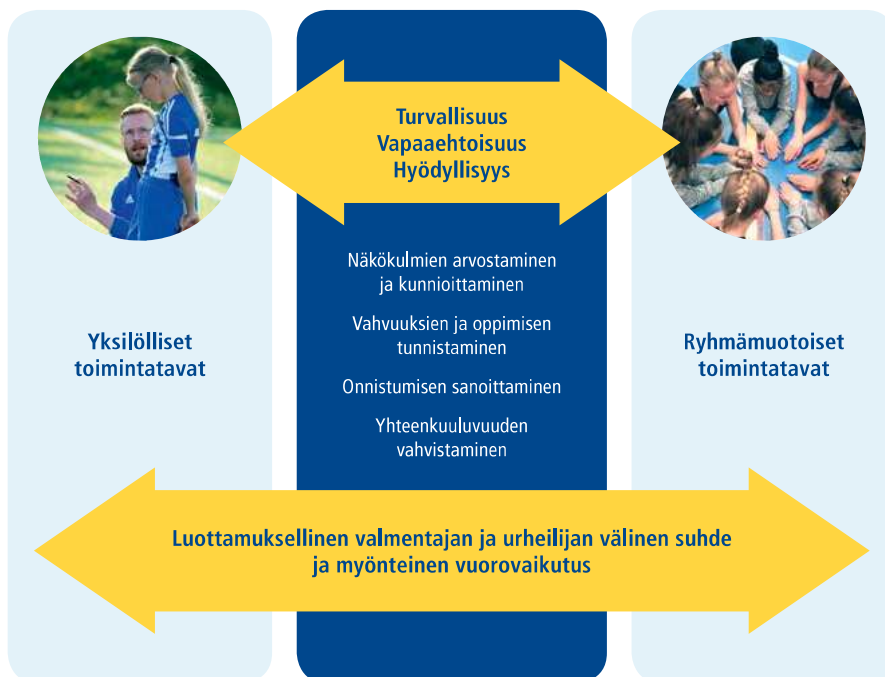 Turvallisuus
Vapaaehtoisuus
Hyödyllisyys
Näkökulmien arvostaminen
ja kunnioittaminen
Vahvuuksien ja oppimisen
tunnistaminen
Onnistumisen sanoittaminen
Yhteenkuuluvuuden
vahvistaminen
Yksilölliset
toimintatavat
Ryhmämuotoiset
toimintatavat
Luottamuksellinen valmentajan ja urheilijan välinen suhde
ja myönteinen vuorovaikutus